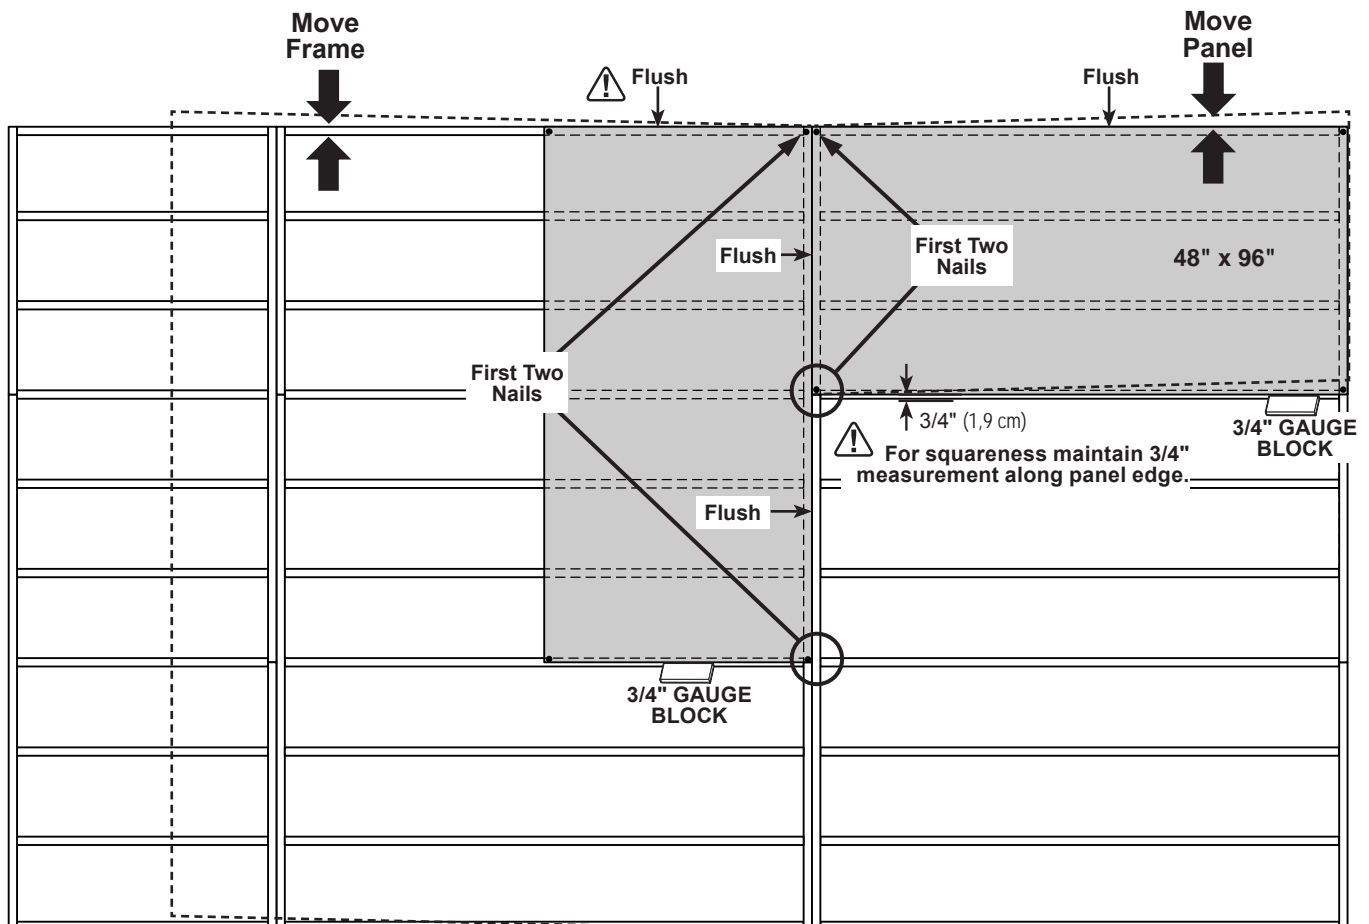 Move
Frame
Move
Panel
Flush
Flush
Flush
First Two
Nails
48" x 96"
First Two
Nails
3/4" (1,9 cm)
3/4" GAUGE
BLOCK
For squareness maintain 3/4"
measurement along panel edge.
Flush
3/4" GAUGE
BLOCK